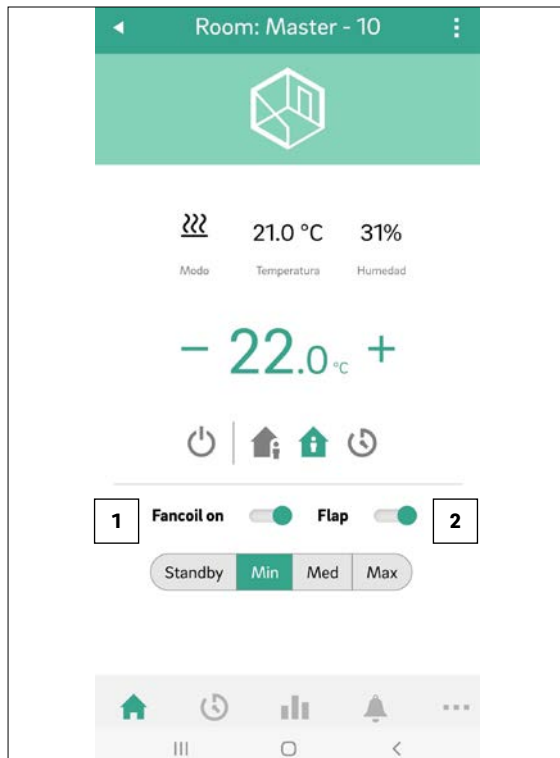 Room: Master - 10
21.0 °C 31%
Modo Temperatura Humedad
− 22.0 °C +
1 Fancoil on Flap 2
Standby Min Med Max